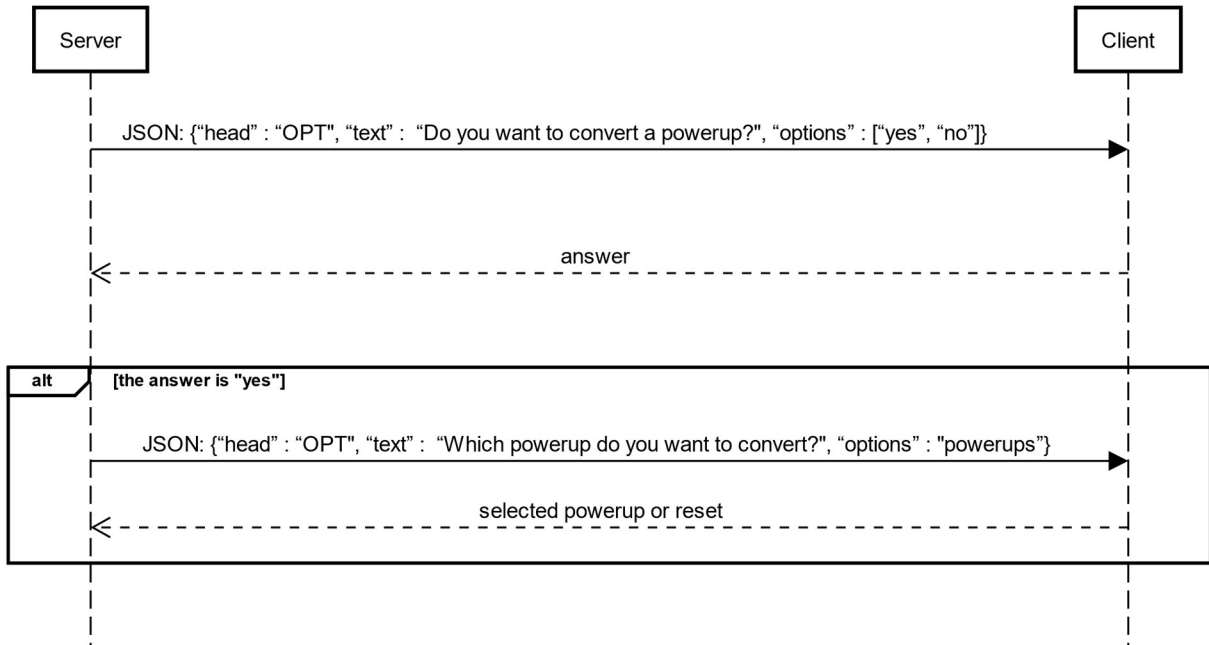 Server
Client
JSON: {“head” : “OPT", “text” :  “Do you want to convert a powerup?", “options” : [“yes”, “no”]}
answer
alt
[the answer is "yes"]
JSON: {“head” : “OPT", “text” :  “Which powerup do you want to convert?", “options” : "powerups”}
selected powerup or reset